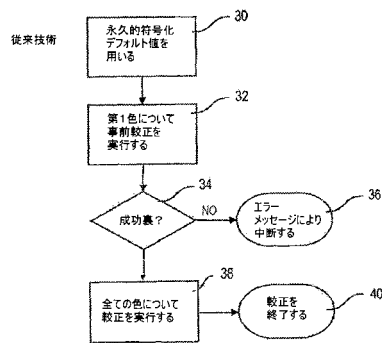 従来技術
30
永久的符号化
デフォルト値を
用いる
32
第1色について
事前較正を
実行する
34
成功裏?
NO
36
エラー
メッセージにより
中断する
38
全ての色について
較正を実行する
40
較正を
終了する